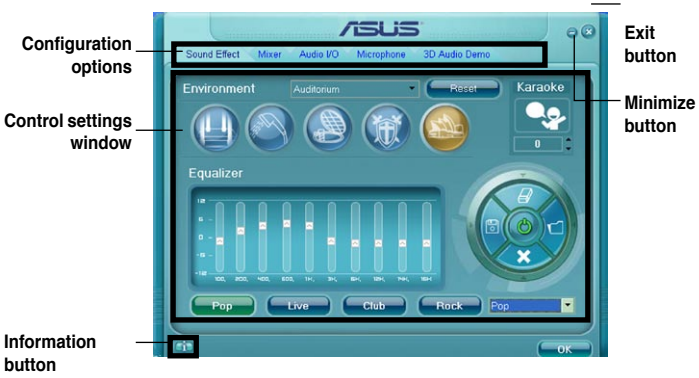 ASUS
Configuration options
Exit button
Sound Effect Mixer Audio I/O Microphone 3D Audio Demo
Environment Auditorium Reset Karaoke
Minimize button
Control settings window
0
Equalizer
12
6
0
-6
-12
100, 200, 400, 600, 1K, 3K, 6K, 12K, 14K, 16K,
Pop Live Club Rock Pop
Information button
OK